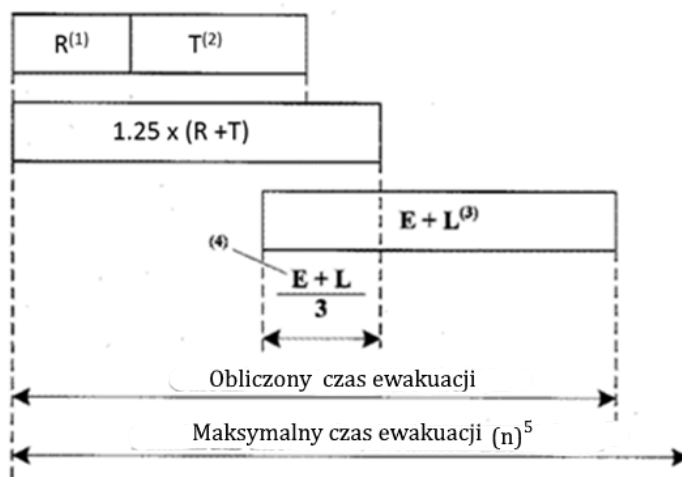 R(1) T(2)
1.25 x (R +T)
E + L(3)
(4)
E + L
3
Obliczony czas ewakuacji
Maksymalny czas ewakuacji (n)5